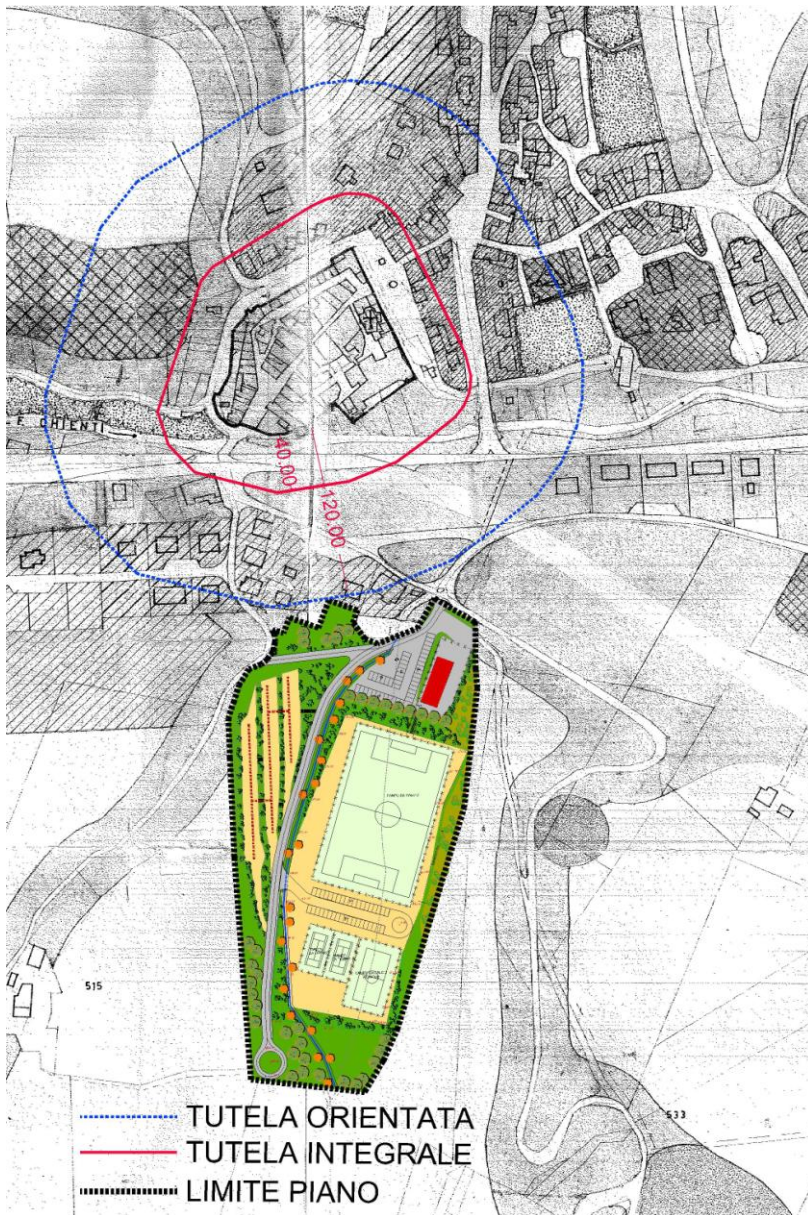 E CHIENTI
40.00
120.00
515
533
TUTELA ORIENTATA
TUTELA INTEGRALE
LIMITE PIANO